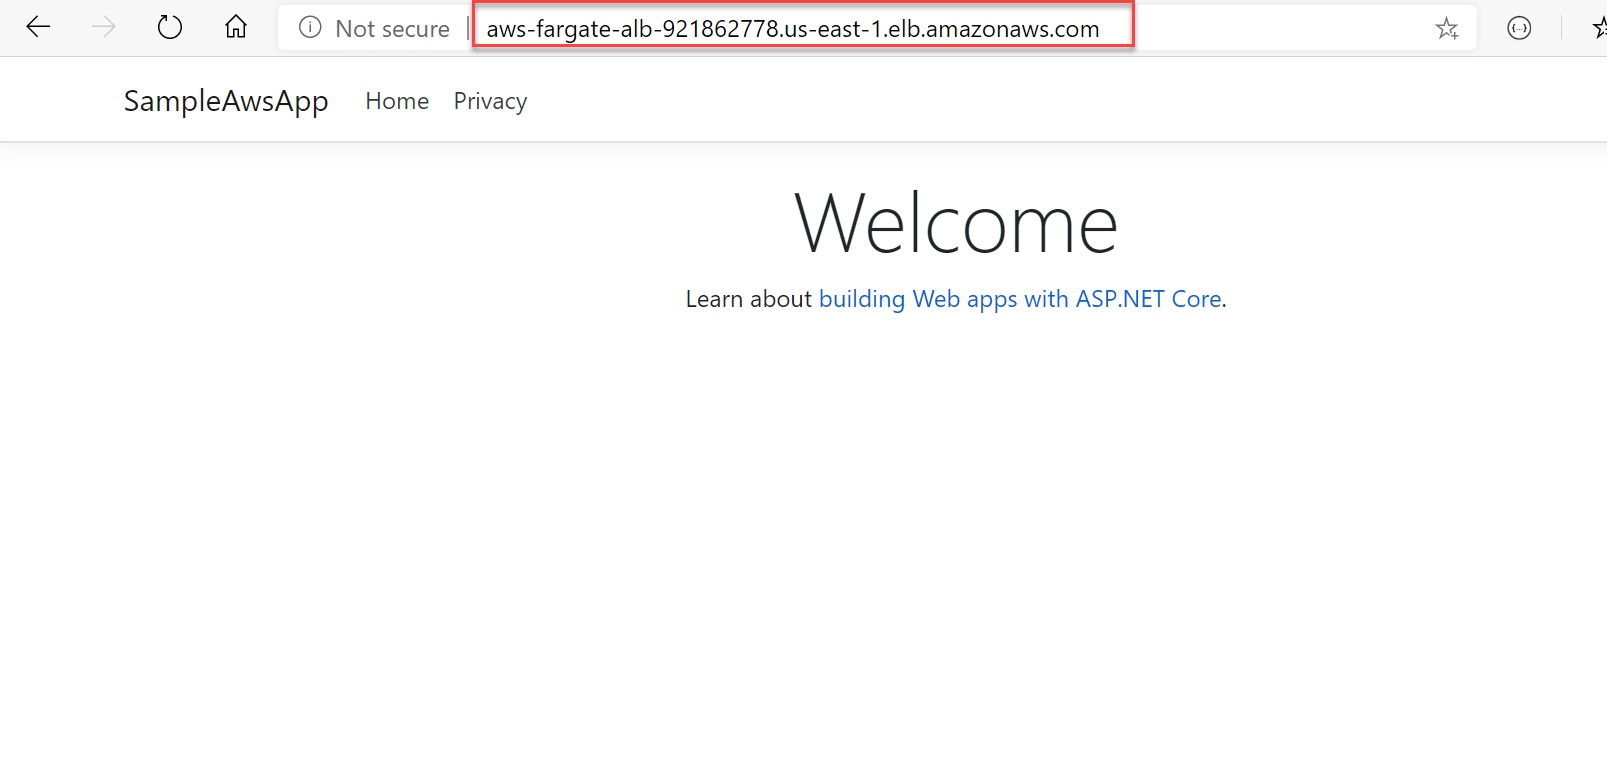 Not secure | aws-fargate-alb-921862778.us-east-1.elb.amazonaws.com
SampleAwsApp Home Privacy
Welcome
Learn about building Web apps with ASP.NET Core.